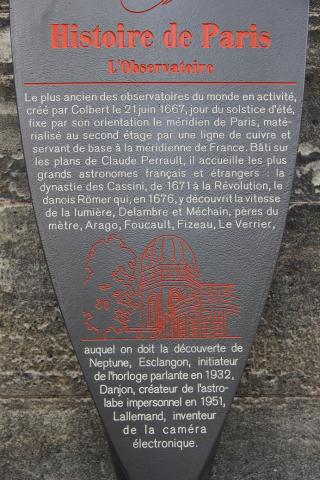 Histoire de Paris
L'Observatoire
Le plus ancien des observatoires du monde en activité,
créé par Colbert le 21 juin 1667, jour du solstice d'été,
fixe par son orientation le méridien de Paris, maté-
rialisé au second étage par une ligne de cuivre et
servant de base à la méridienne de France. Bâti sur
les plans de Claude Perrault, il accueille les plus
grands astronomes français et étrangers : la
dynastie des Cassini, de 1671 à la Révolution, le
danois Römer qui, en 1676, y découvrit la vitesse
de la lumière, Delambre et Méchain, pères du
mètre, Arago, Foucault, Fizeau, Le Verrier,
auquel on doit la découverte de
Neptune, Esclangon, initiateur
de l'horloge parlante en 1932,
Danjon, créateur de l'astro-
labe impersonnel en 1951,
Lallemand, inventeur
de la caméra
électronique.